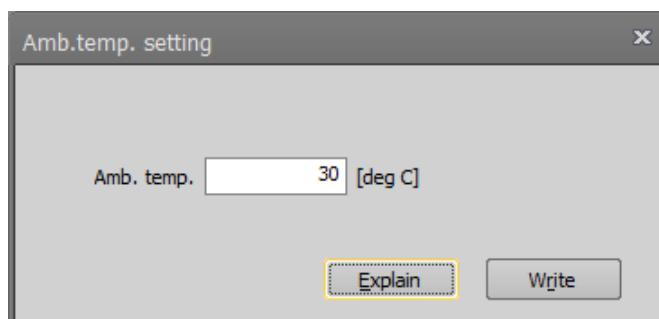 Amb.temp. setting
Amb. temp. 30 [deg C]
Explain Write